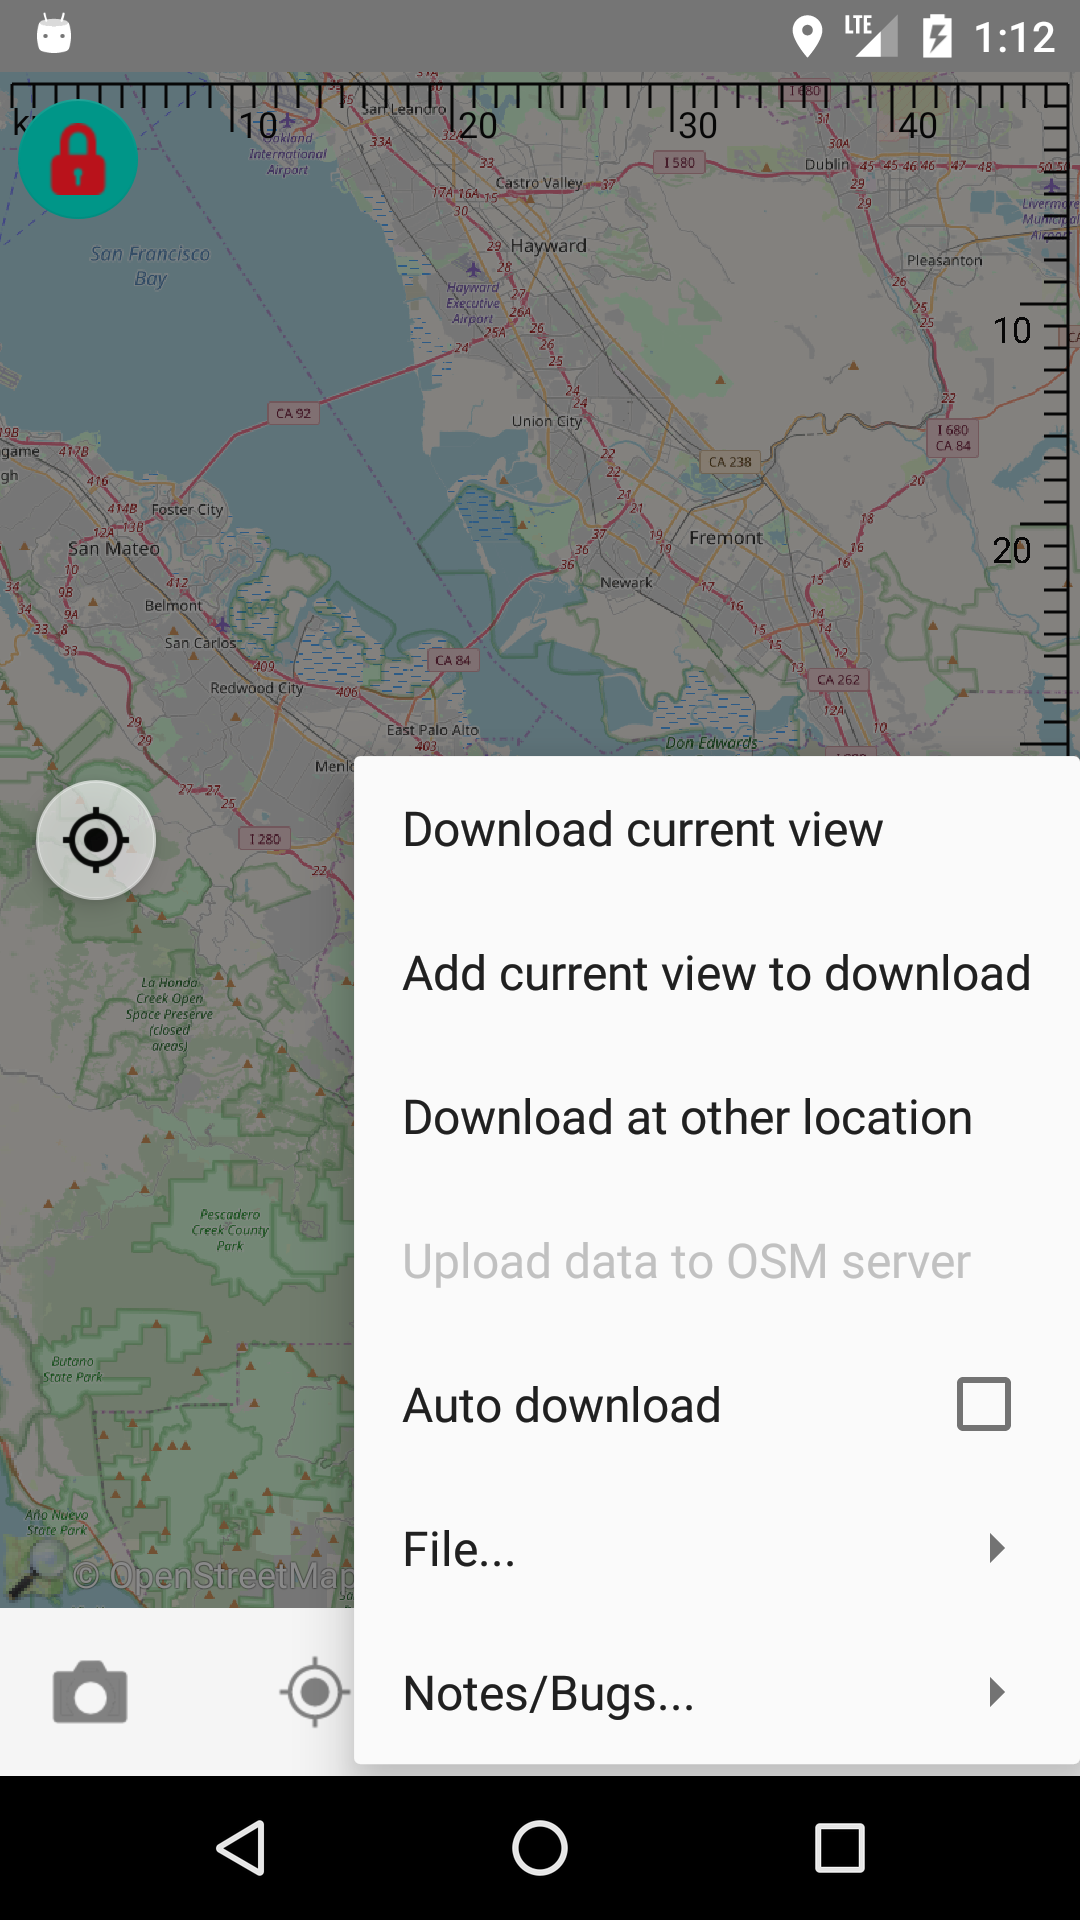 LTE 1:12
10 20 30 40
10
20
San Leandro
Oakland
International
Airport
I 680
I 580
Castro Valley
Dublin
Livermore
Municipal
Airport
San Francisco
Bay
Hayward
Pleasanton
Hayward
Executive
Airport
CA 92
Union City
I 680
CA 84
CA 238
Foster City
San Mateo
Fremont
Newark
Belmont
San Carlos
CA 84
CA 262
Redwood City
East Palo Alto
Don Edwards
I 280
La Honda
Creek Open
Space Preserve
(closed
areas)
Pescadero
Creek County
Park
Butano
State Park
Año Nuevo
State Park
© OpenStreetMap
Download current view
Add current view to download
Download at other location
Upload data to OSM server
Auto download
File...
Notes/Bugs...